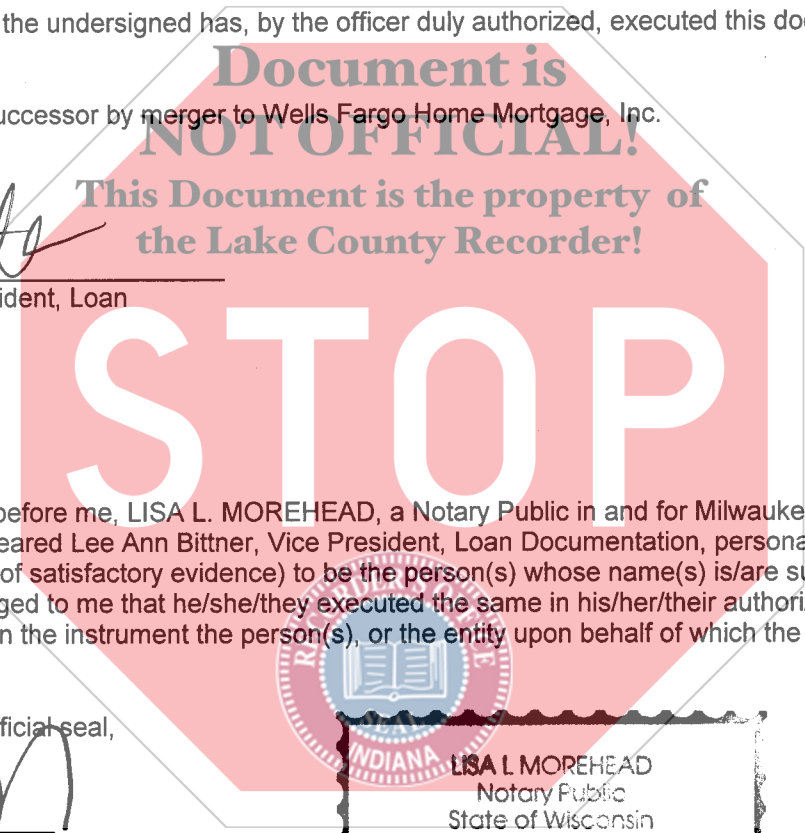 the undersigned has, by the officer duly authorized, executed this doc
Document is
uccessor by merger to Wells Fargo Home Mortgage, Inc.
NOT OFFICIAL!
This Document is the property of
the Lake County Recorder!
ident, Loan
STOP
before me, LISA L. MOREHEAD, a Notary Public in and for Milwauke
eared Lee Ann Bittner, Vice President, Loan Documentation, persona
of satisfactory evidence) to be the person(s) whose name(s) is/are su
ged to me that he/she/they executed the same in his/her/their authoriz
n the instrument the person(s), or the entity upon behalf of which the
RECORDER'S OFFICE
SEAL
INDIANA
ficial seal,
LISA L MOREHEAD
Notary Public
State of Wisconsin